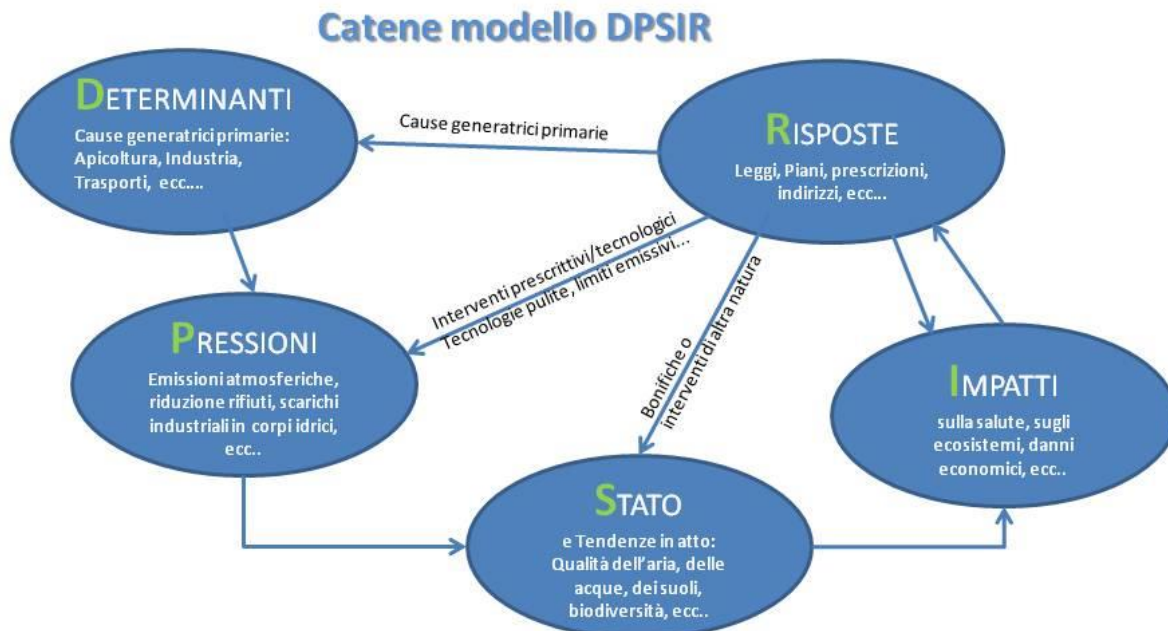 Catene modello DPSIR
DETERMINANTI
Cause generatrici primarie:
Apicoltura, Industria,
Trasporti, ecc....
Cause generatrici primarie
RISPOSTE
Leggi, Piani, prescrizioni,
indirizzi, ecc...
Interventi prescrittivi/tecnologici
Tecnologie pulite, limiti emissivi...
Bonifiche o
interventi di altra natura
PRESSIONI
Emissioni atmosferiche,
riduzione rifiuti, scarichi
industriali in corpi idrici,
ecc..
IMPATTI
sulla salute, sugli
ecosistemi, danni
economici, ecc..
STATO
e Tendenze in atto:
Qualità dell'aria, delle
acque, dei suoli,
biodiversità, ecc..